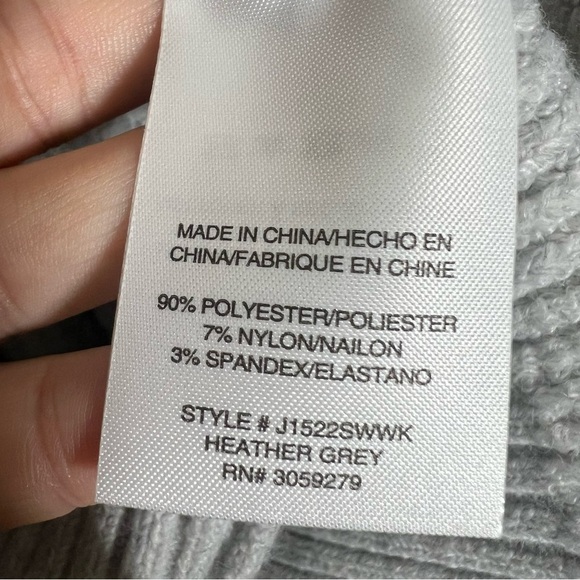 MADE IN CHINA/HECHO EN
CHINA/FABRIQUE EN CHINE
90% POLYESTER/POLIESTER
7% NYLON/NAILON
3% SPANDEX/ELASTANO
STYLE # J1522SWWK
HEATHER GREY
RN# 3059279